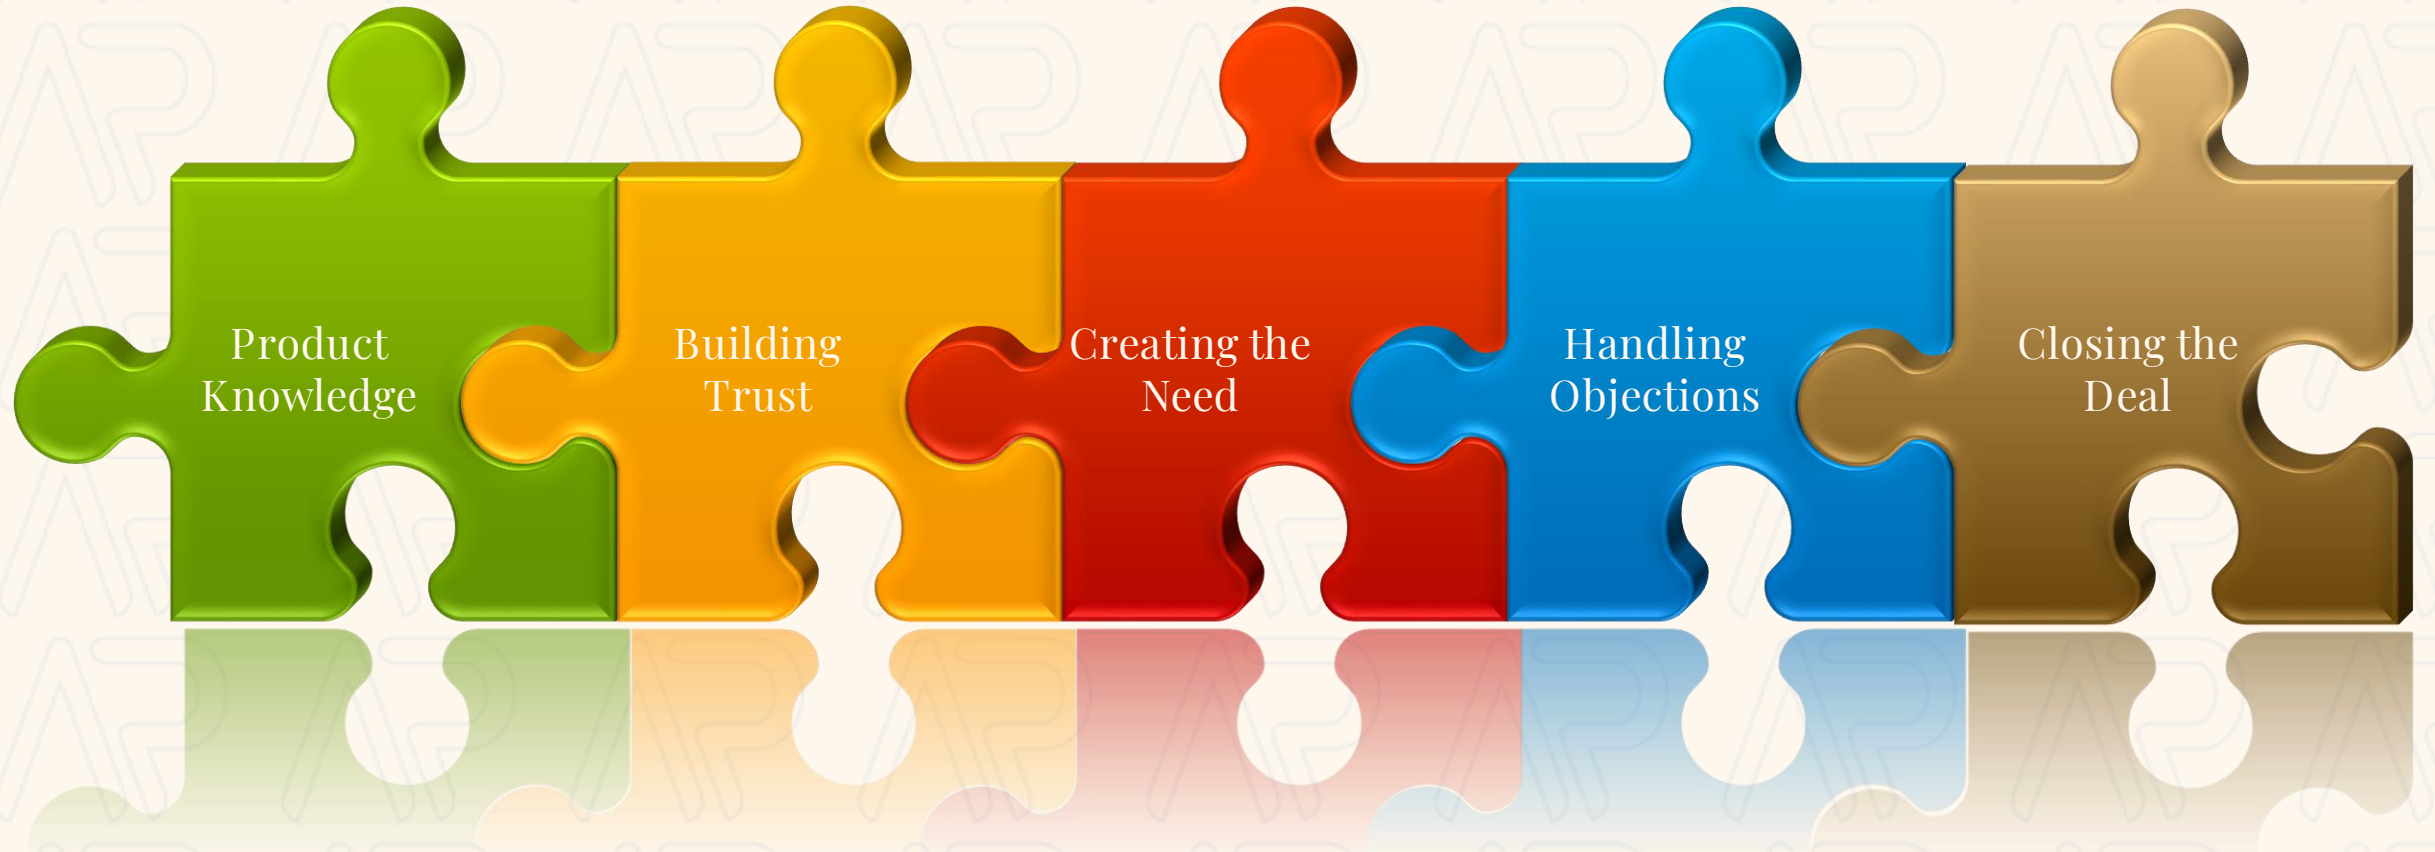 Product
Knowledge
Building
Trust
Creating the
Need
Handling
Objections
Closing the
Deal